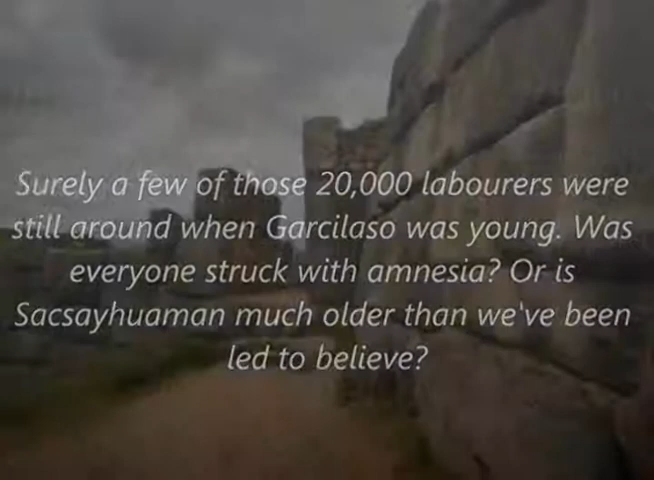 Surely a few of those 20,000 labourers were
still around when Garcilaso was young. Was
everyone struck with amnesia? Or is
Sacsayhuaman much older than we've been
led to believe?